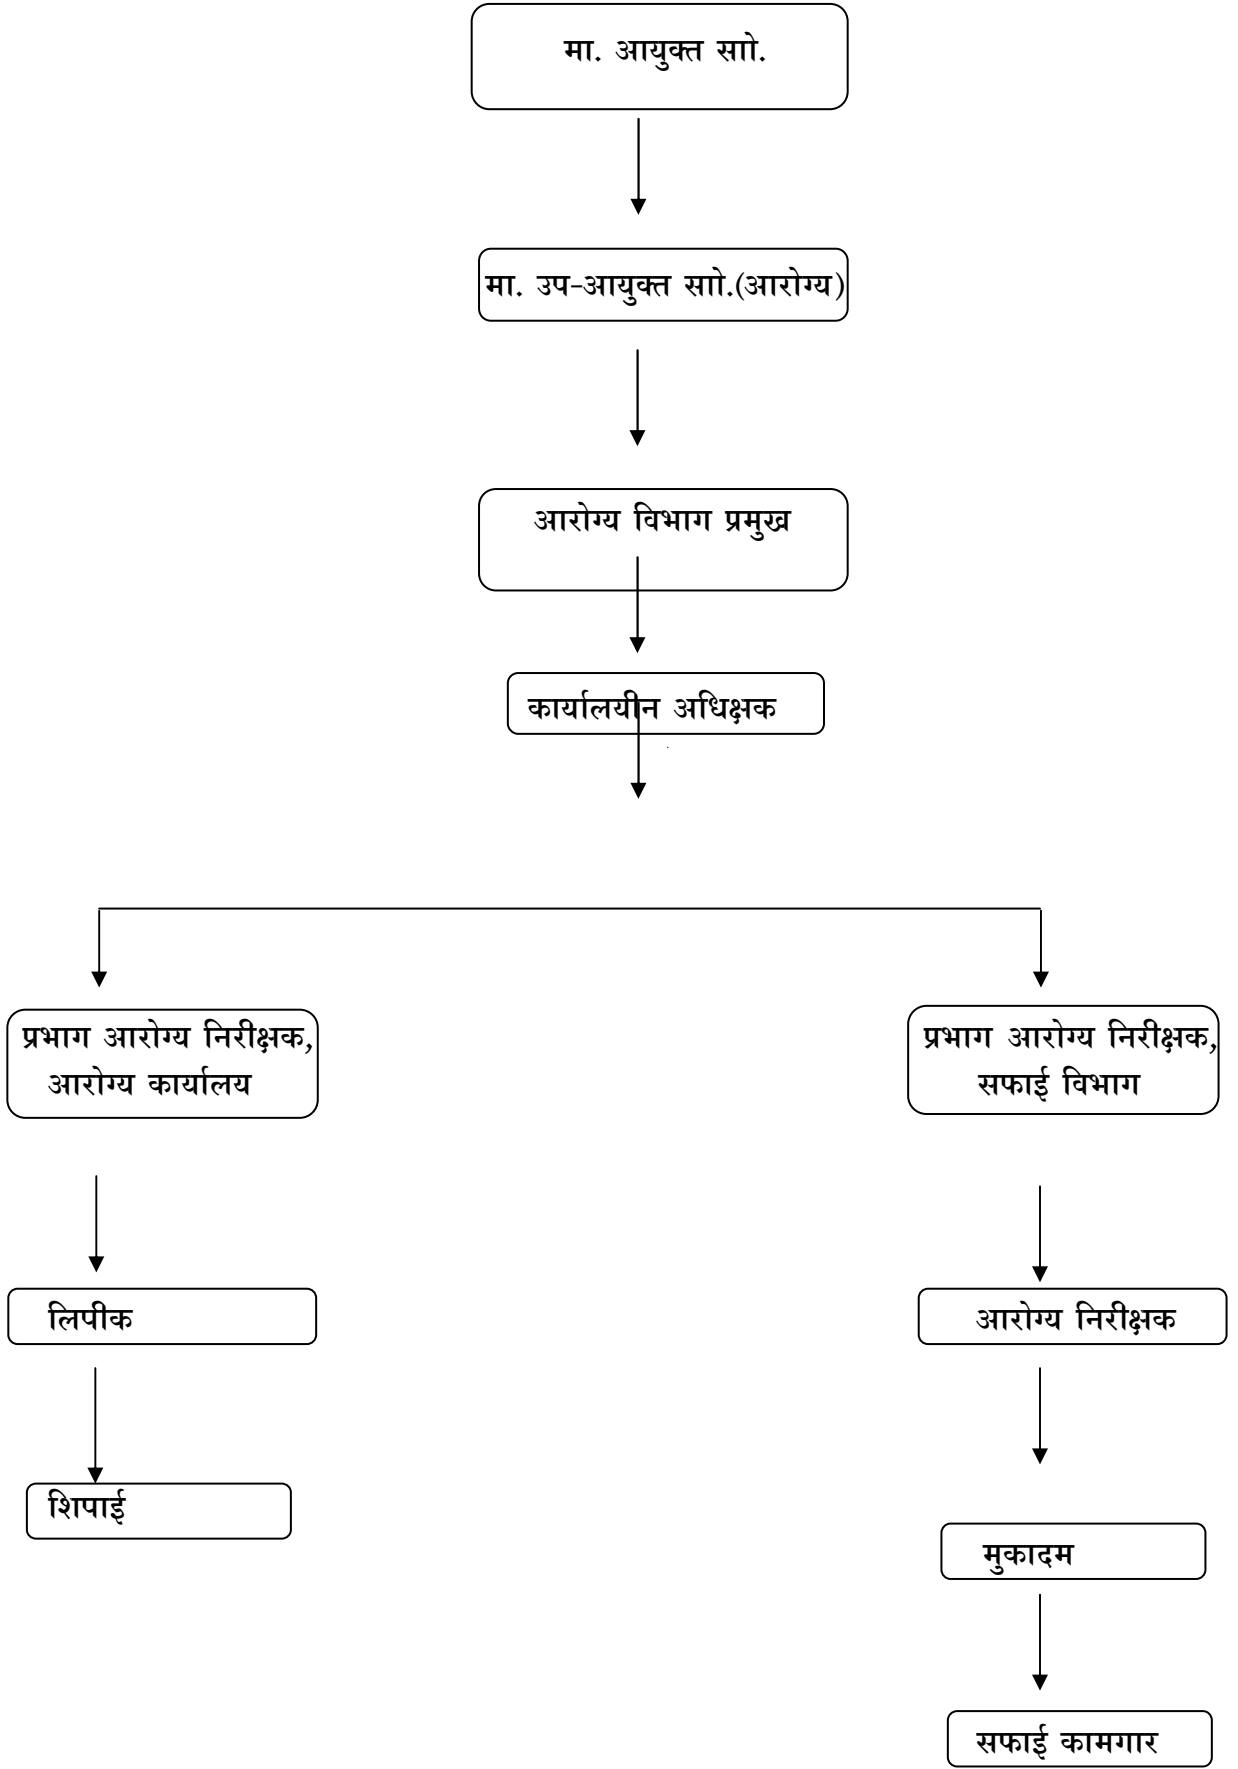 मा. आयुक्त साो.
मा. उप-आयुक्त साो.(आरोग्य)
आरोग्य विभाग प्रमुख
कार्यालयीन अधिक्षक
प्रभाग आरोग्य निरीक्षक,
आरोग्य कार्यालय
प्रभाग आरोग्य निरीक्षक,
सफाई विभाग
लिपीक
आरोग्य निरीक्षक
शिपाई
मुकादम
सफाई कामगार